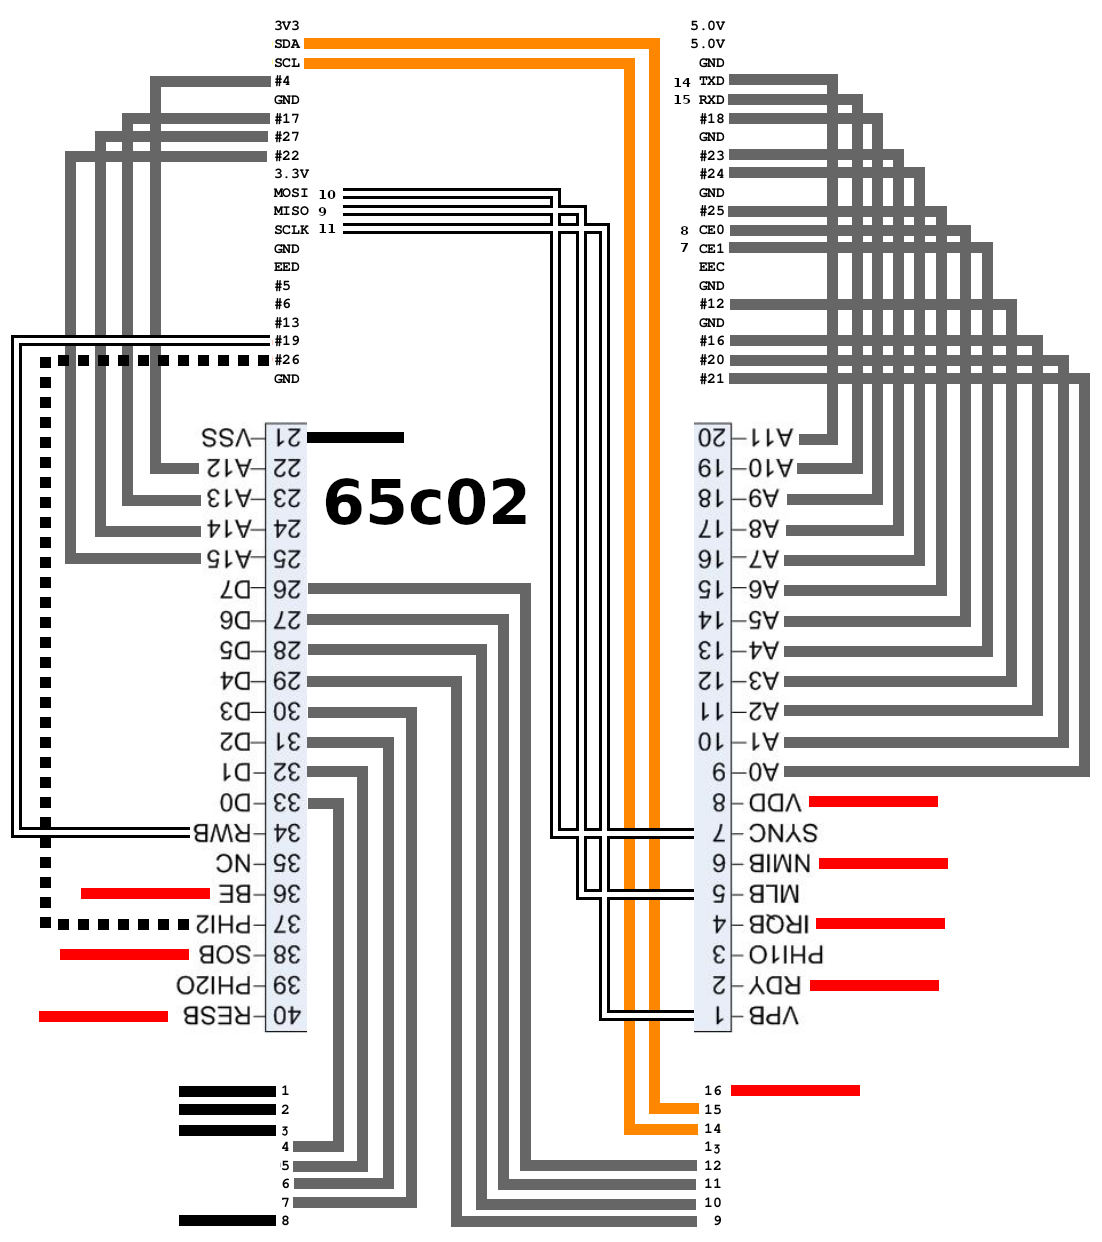 3V3 5.0V
SDA 5.0V
SCL GND
#4 14 TXD
GND 15 RXD
#17 #18
#27 GND
#22 #23
3.3V #24
MOSI 10 GND
MISO 9 #25
SCLK 11 8 CE0
GND 7 CE1
EED EEC
#5 GND
#6 #12
#13 GND
#19 #16
#26 #20
GND #21
VSS 21 20 A11
A12 22 19 A10
A13 23 18 A9
A14 24 17 A8
A15 25 16 A7
65c02
D7 26 15 A6
D6 27 14 A5
D5 28 13 A4
D4 29 12 A3
D3 30 11 A2
D2 31 10 A1
D1 32 9 A0
D0 33 8 VDD
RWB 34 7 SYNC
NC 35 6 NMIB
BE 36 5 MLB
PHI2 37 4 IRQB
SOB 38 3 PHI1O
PHI2O 39 2 RDY
RESB 40 1 VPB
1 16
2 15
3 14
4 13
5 12
6 11
7 10
8 9